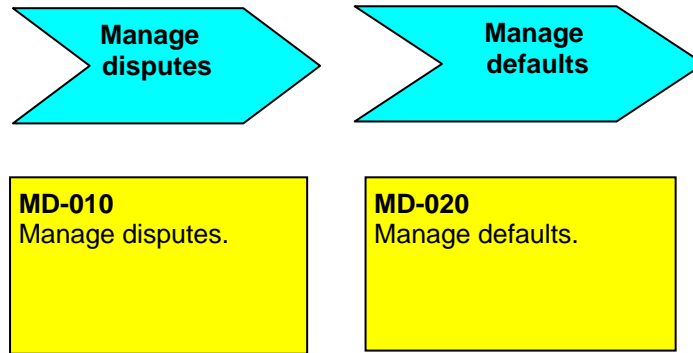 Manage
disputes
Manage
defaults
MD-010
Manage disputes.
MD-020
Manage defaults.